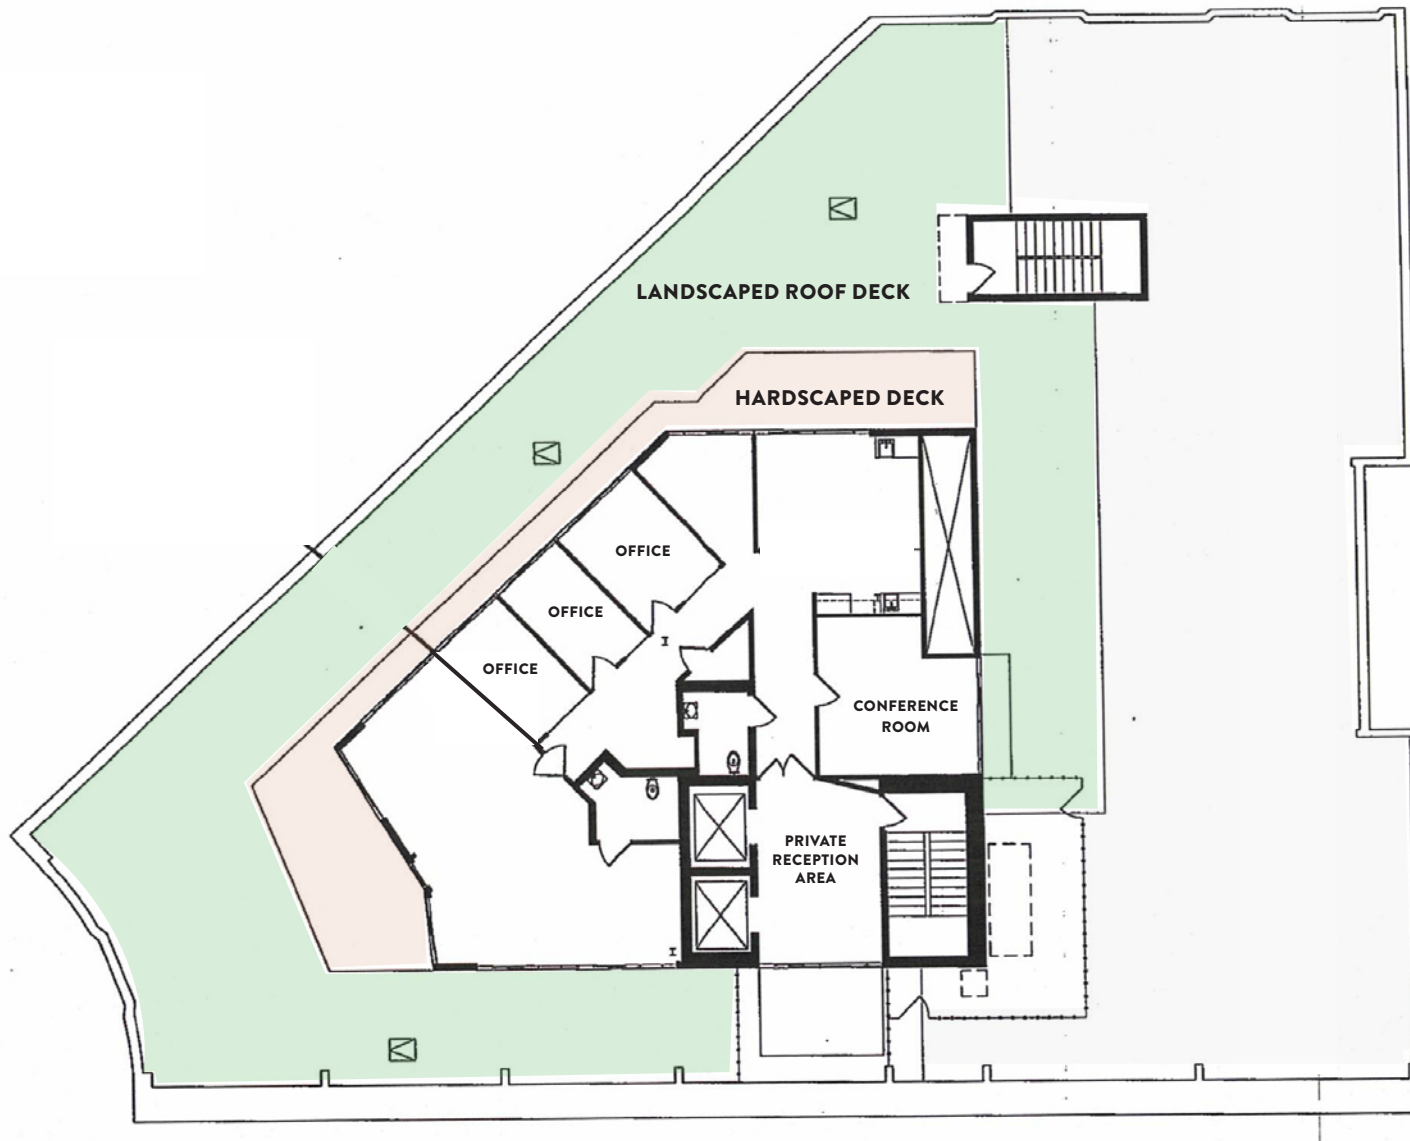 LANDSCAPED ROOF DECK
HARDSCAPED DECK
OFFICE
OFFICE
OFFICE
CONFERENCE
ROOM
PRIVATE
RECEPTION
AREA